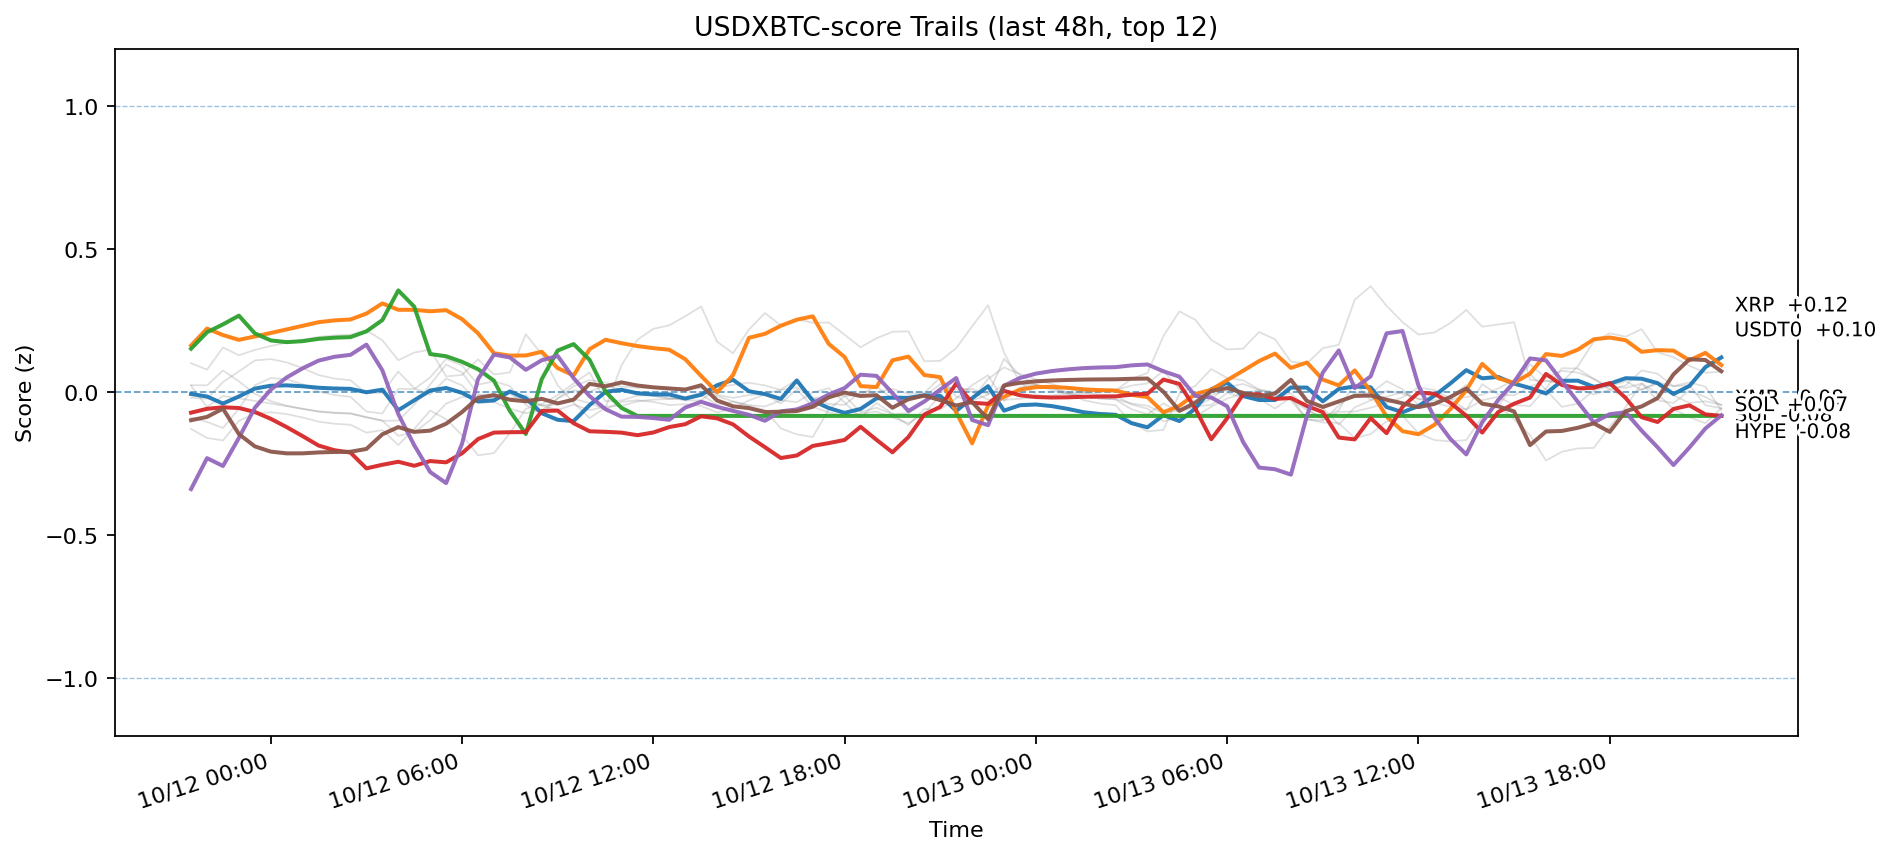 USDXBTC-score Trails (last 48h, top 12)
Score (z)
1.0
0.5
0.0
−0.5
−1.0
XRP +0.12
USDT0 +0.10
SOL +0.07
HYPE -0.08
10/12 00:00
10/12 06:00
10/12 12:00
10/12 18:00
10/13 00:00
10/13 06:00
10/13 12:00
10/13 18:00
Time